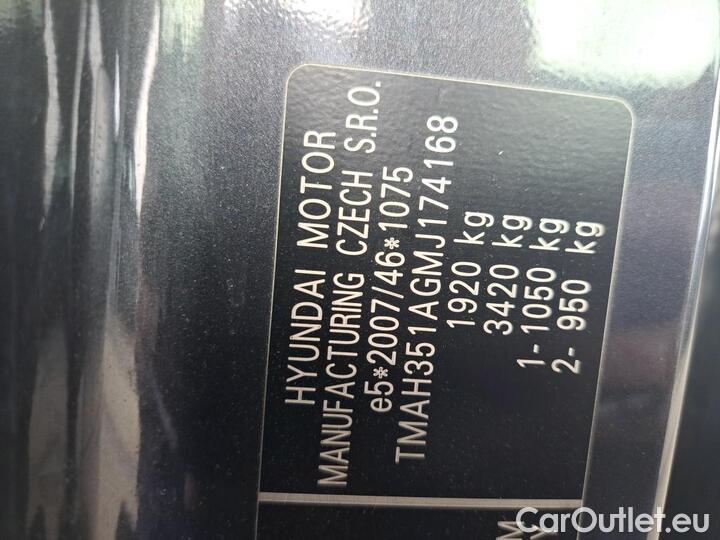 HYUNDAI MOTOR
MANUFACTURING CZECH S.R.O.
e5*2007/46*1075
TMAH351AGMJ174168
1920 kg
3420 kg
1- 1050 kg
2- 950 kg
CarOutlet.eu